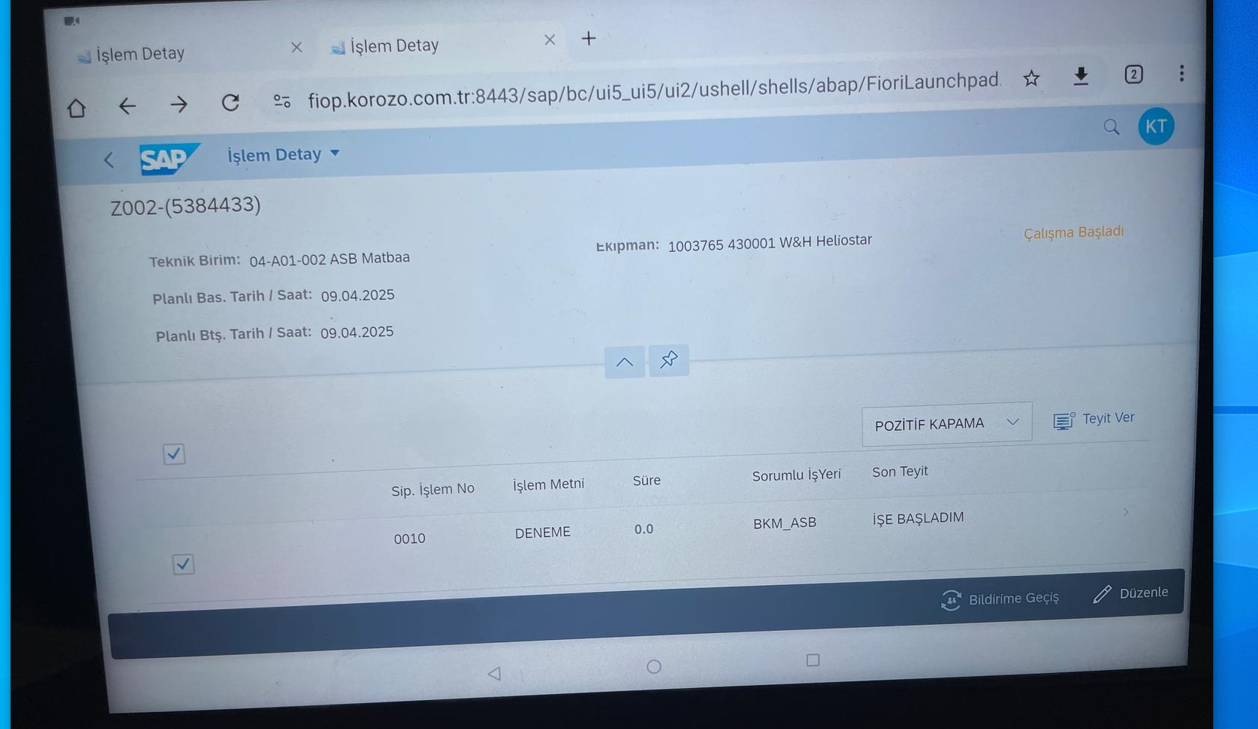 İşlem Detay
İşlem Detay
fiop.korozo.com.tr:8443/sap/bc/ui5_ui5/ui2/ushell/shells/abap/FioriLaunchpad.
2
SAP
İşlem Detay
KT
Z002-(5384433)
Teknik Birim: 04-A01-002 ASB Matbaa
Ekipman: 1003765 430001 W&H Heliostar
Çalışma Başladı
Planlı Bas. Tarih / Saat: 09.04.2025
Planlı Btş. Tarih / Saat: 09.04.2025
POZİTİF KAPAMA
Teyit Ver
Sip. İşlem No İşlem Metni Süre Sorumlu İşYeri Son Teyit
0010 DENEME 0.0 BKM_ASB İŞE BAŞLADIM
Bildirime Geçiş
Düzenle